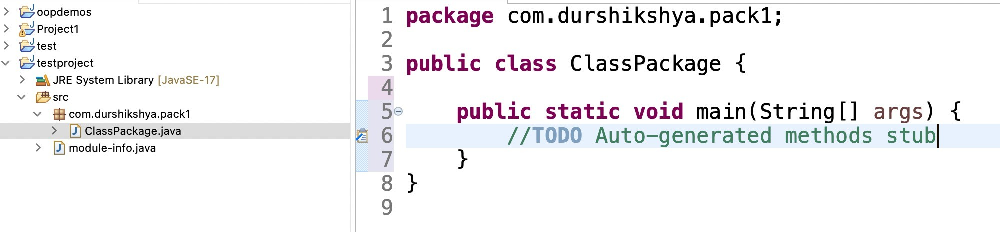 oopdemos
Project1
test
testproject
JRE System Library [JavaSE-17]
src
com.durshikshya.pack1
ClassPackage.java
module-info.java
1 package com.durshikshya.pack1;
2
3 public class ClassPackage {
4
5 public static void main(String[] args) {
6 //TODO Auto-generated methods stub
7 }
8 }
9